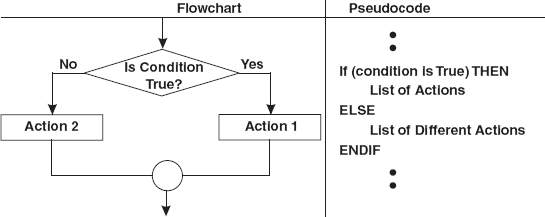 Flowchart
No
Is Condition
True?
Yes
Action 2
Action 1
Pseudocode
If (condition is True) THEN
List of Actions
ELSE
List of Different Actions
ENDIF